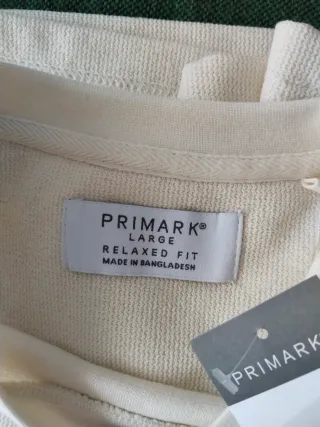 PRIMARK®
LARGE
RELAXED FIT
MADE IN BANGLADESH
PRIMARK